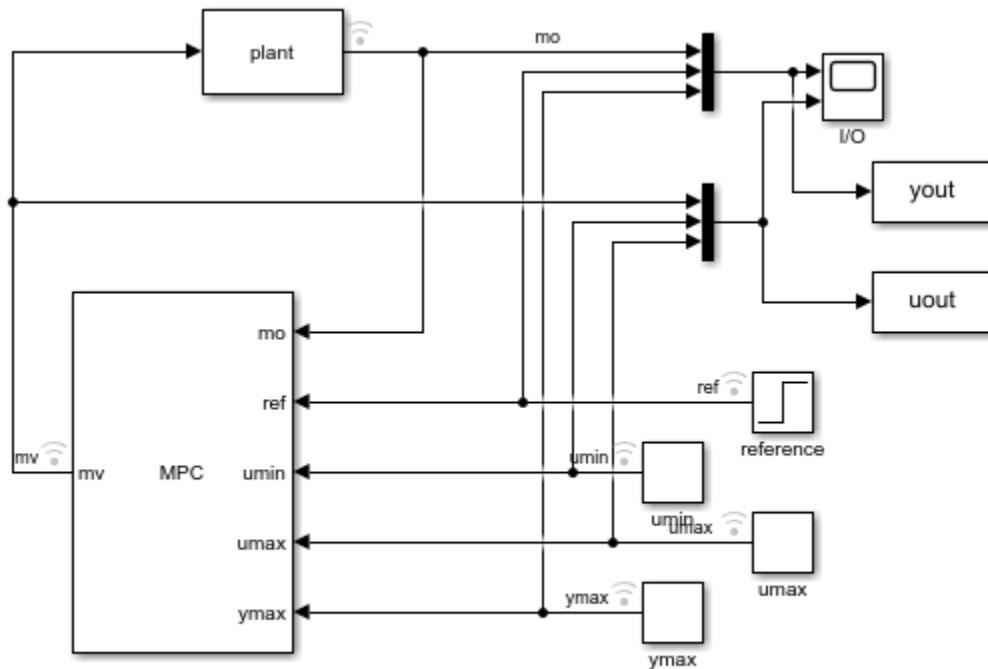 plant
mo
I/O
yout
uout
mo
ref
ref
reference
mv
mv
MPC
umin
umin
umin
umax
umax
umax
ymax
ymax
ymax